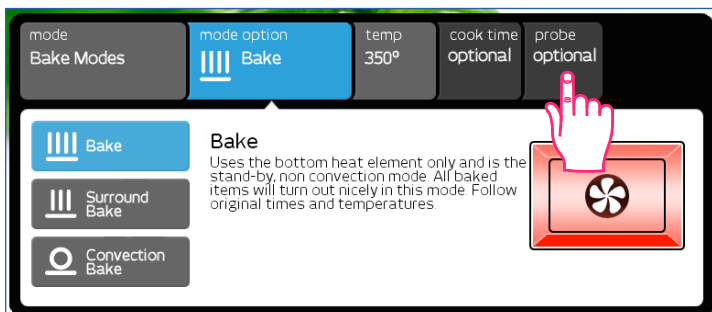 mode
Bake Modes
mode option
Bake
temp
350°
cook time
optional
probe
optional
Bake
Surround
Bake
Convection
Bake
Bake
Uses the bottom heat element only and is the
stand-by, non convection mode. All baked
items will turn out nicely in this mode. Follow
original times and temperatures.